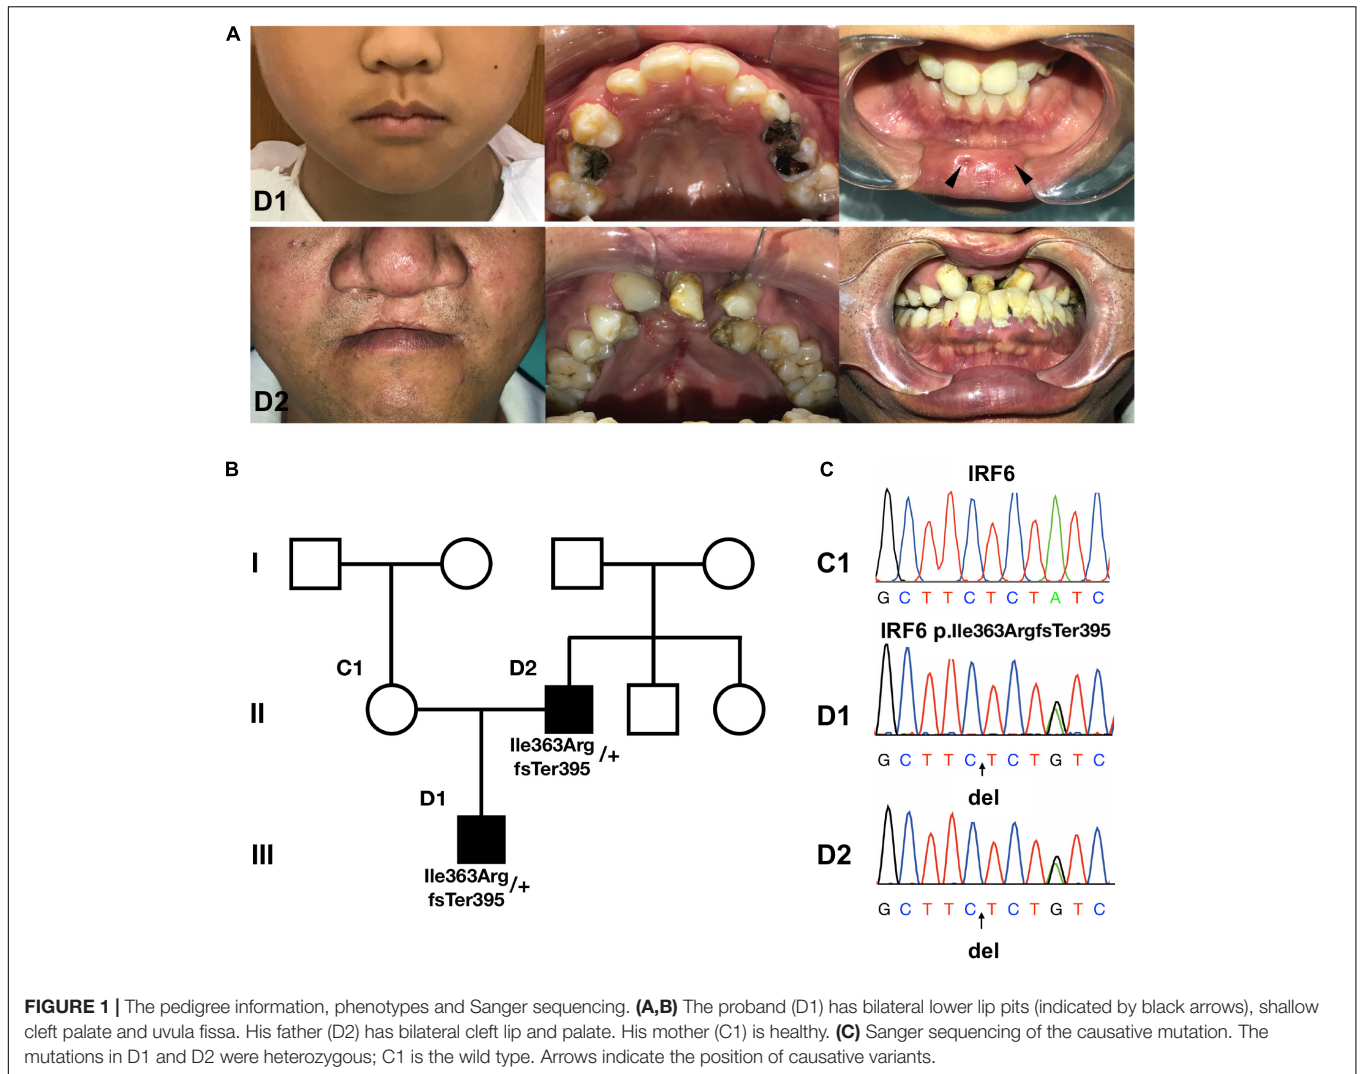 A
D1
D2
B
I
C1
D2
II
Ile363Arg
fsTer395 /+
D1
III
Ile363Arg
fsTer395 /+
C
IRF6
C1
G C T T C T C T A T C
IRF6 p.Ile363ArgfsTer395
D1
G C T T C T C T G T C
del
D2
G C T T C T C T G T C
del
FIGURE 1 | The pedigree information, phenotypes and Sanger sequencing. (A,B) The proband (D1) has bilateral lower lip pits (indicated by black arrows), shallow
cleft palate and uvula fissa. His father (D2) has bilateral cleft lip and palate. His mother (C1) is healthy. (C) Sanger sequencing of the causative mutation. The
mutations in D1 and D2 were heterozygous; C1 is the wild type. Arrows indicate the position of causative variants.